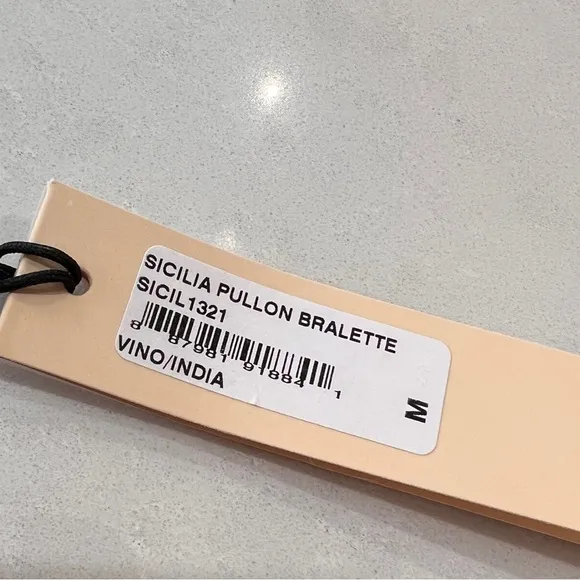 SICILIA PULLON BRALETTE
SICIL1321
8 87981 91884 1
VINO/INDIA
M